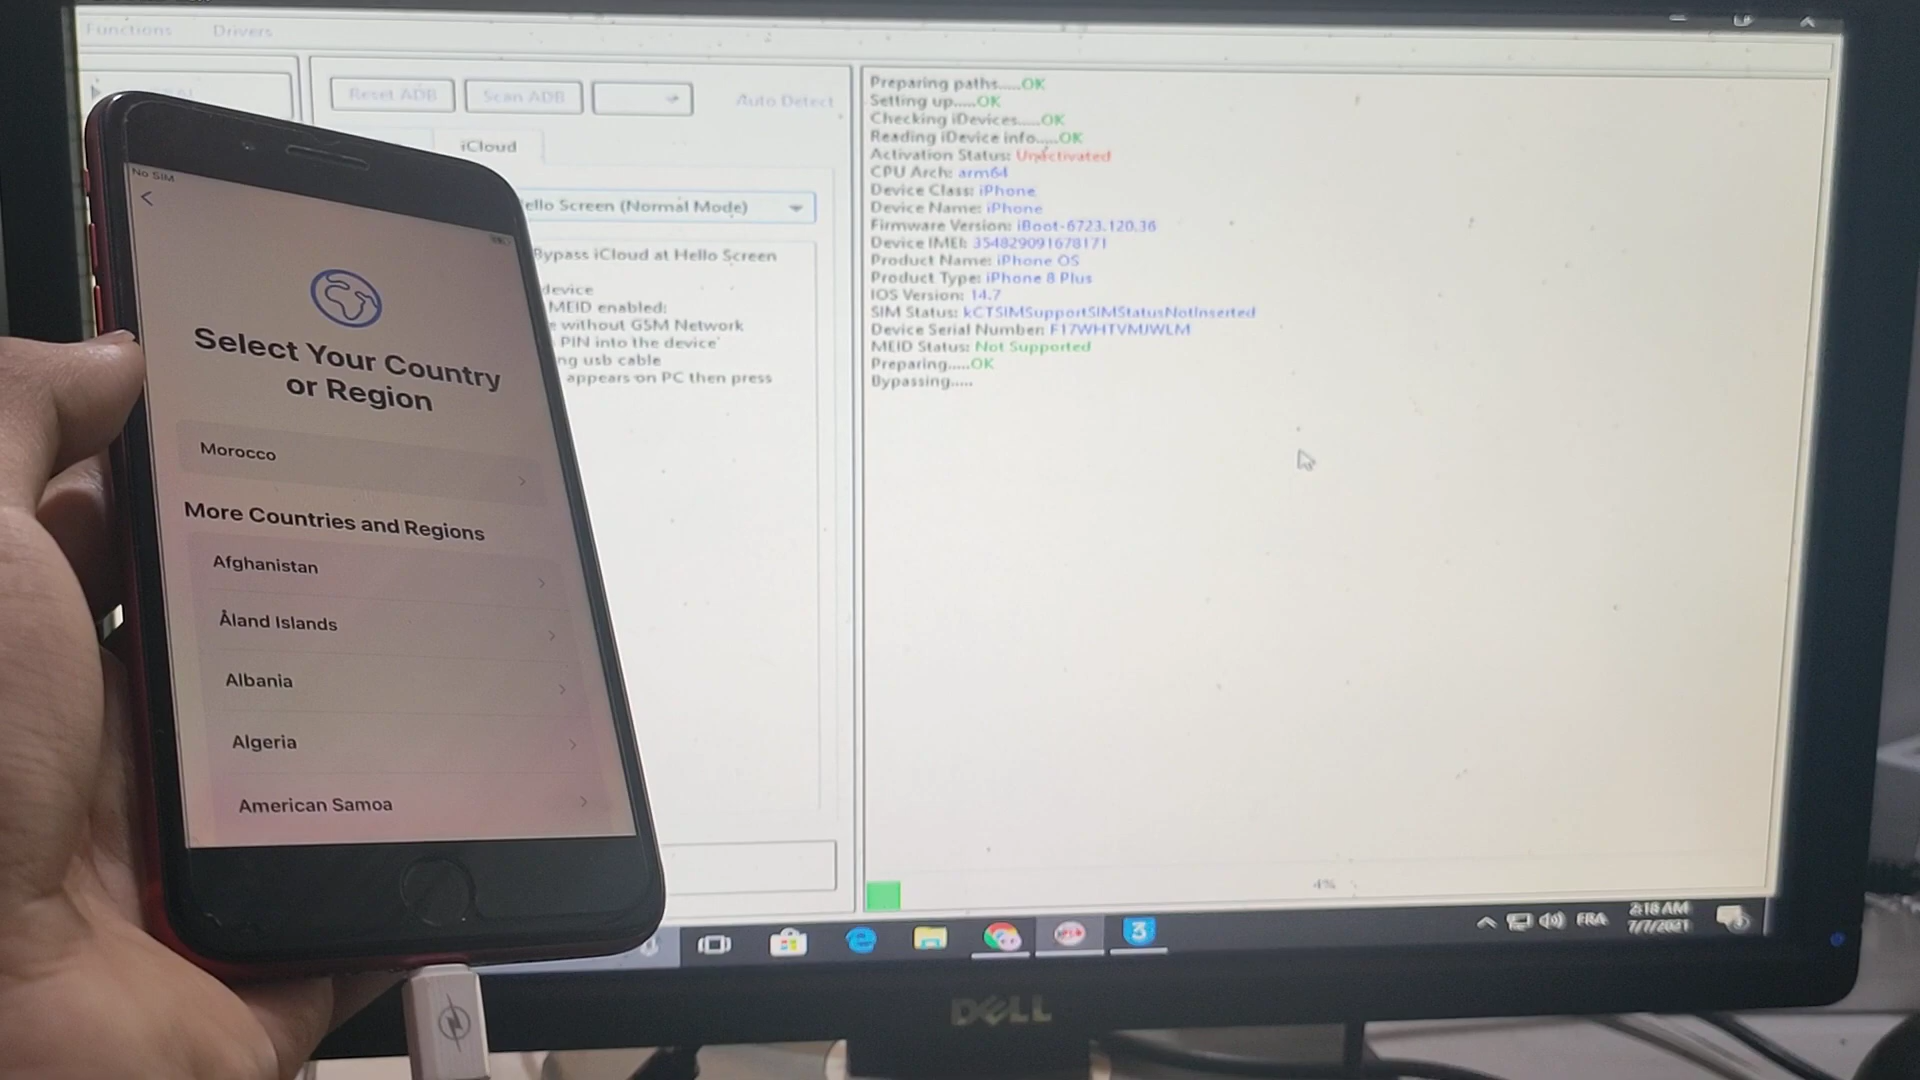 Functions Drivers
Reset ADB Scan ADB Auto Detect
iCloud
ello Screen (Normal Mode)
Bypass iCloud at Hello Screen
device
MEID enabled:
without GSM Network
PIN into the device'
ng usb cable
appears on PC then press
Preparing paths.....OK
Setting up.....OK
Checking iDevices.....OK
Reading iDevice info.....OK
Activation Status: Unactivated
CPU Arch: arm64
Device Class: iPhone
Device Name: iPhone
Firmware Version: iBoot-6723.120.36
Device IMEI: 354829091678171
Product Name: iPhone OS
Product Type: iPhone 8 Plus
IOS Version: 14.7
SIM Status: kCTSIMSupportSIMStatusNotInserted
Device Serial Number: F17WHTVMJWLM
MEID Status: Not Supported
Preparing.....OK
Bypassing.....
4%
FRA
2:18 AM
7/7/2021
3
DELL
No SIM
Select Your Country
or Region
Morocco
More Countries and Regions
Afghanistan
Åland Islands
Albania
Algeria
American Samoa